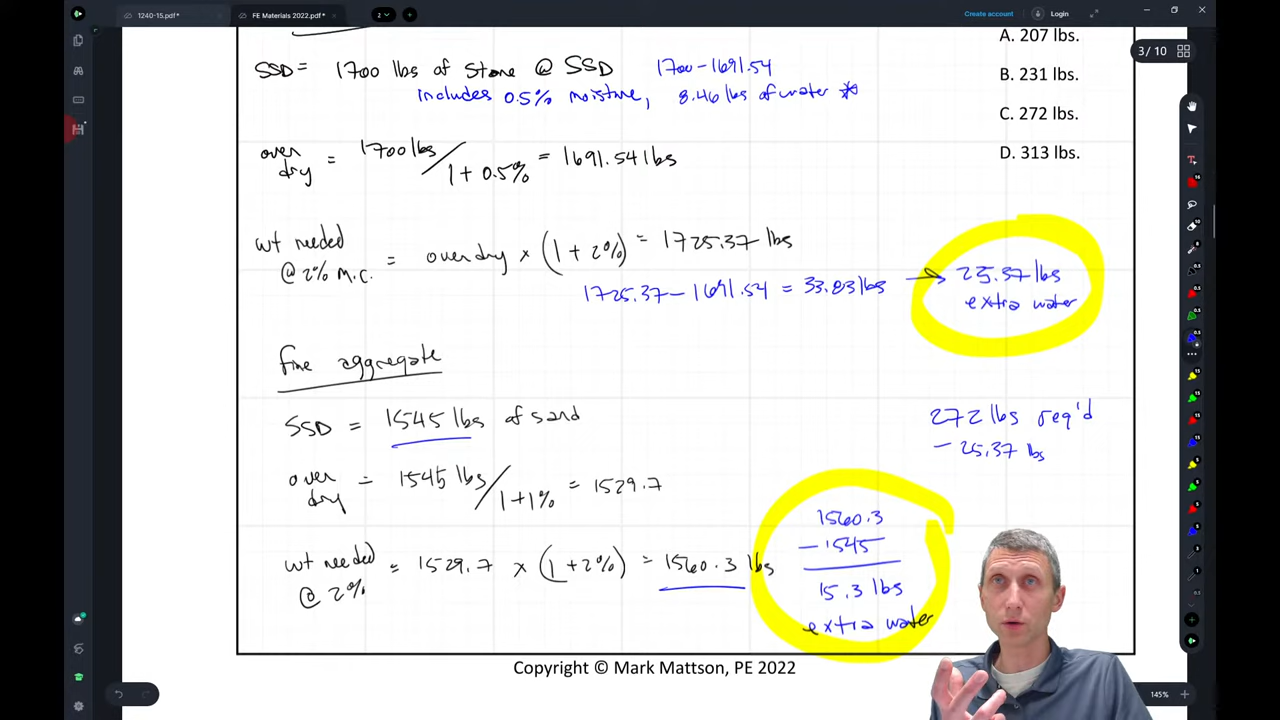 1240-15.pdf*
FE Materials 2022.pdf*
2
Create account
Login
3 / 10
A. 207 lbs.
B. 231 lbs.
C. 272 lbs.
D. 313 lbs.
SSD = 1700 lbs of stone @ SSD
1700 - 1691.54
includes 0.5% moisture, 8.46 lbs of water *
oven dry = 1700 lbs / 1 + 0.5% = 1691.54 lbs
wt needed @ 2% M.C. = oven dry × (1 + 2%) = 1725.37 lbs
1725.37 - 1691.54 = 33.83 lbs → 25.37 lbs
extra water
fine aggregate
SSD = 1545 lbs of sand
272 lbs req'd
- 25.37 lbs
oven dry = 1545 lbs / 1 + 1% = 1529.7
wt needed @ 2% = 1529.7 × (1 + 2%) = 1560.3 lbs
1560.3
- 1545
15.3 lbs
extra water
Copyright © Mark Mattson, PE 2022
145%